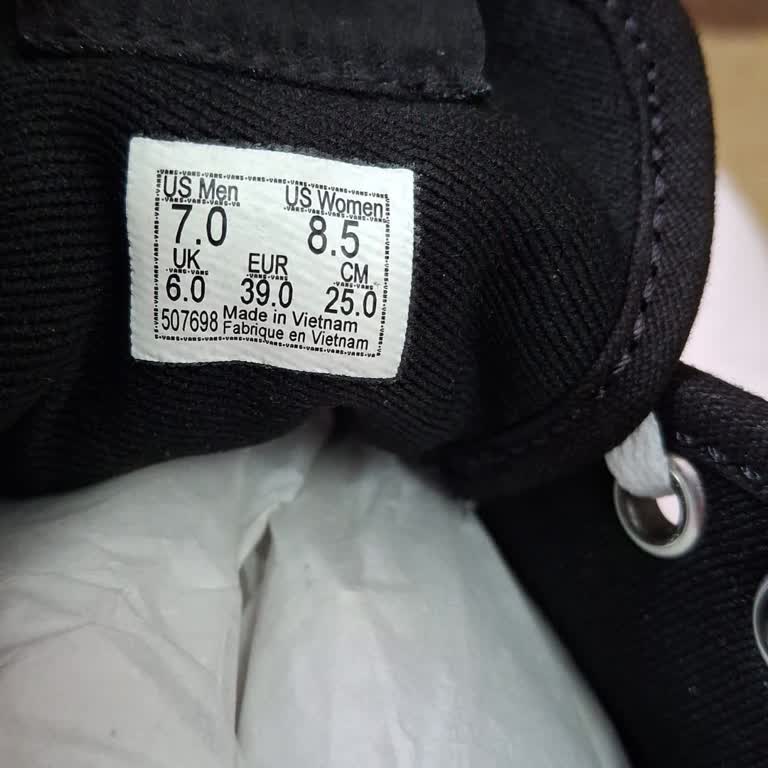 US Men US Women
7.0 8.5
UK EUR CM
6.0 39.0 25.0
507698 Made in Vietnam
Fabrique en Vietnam